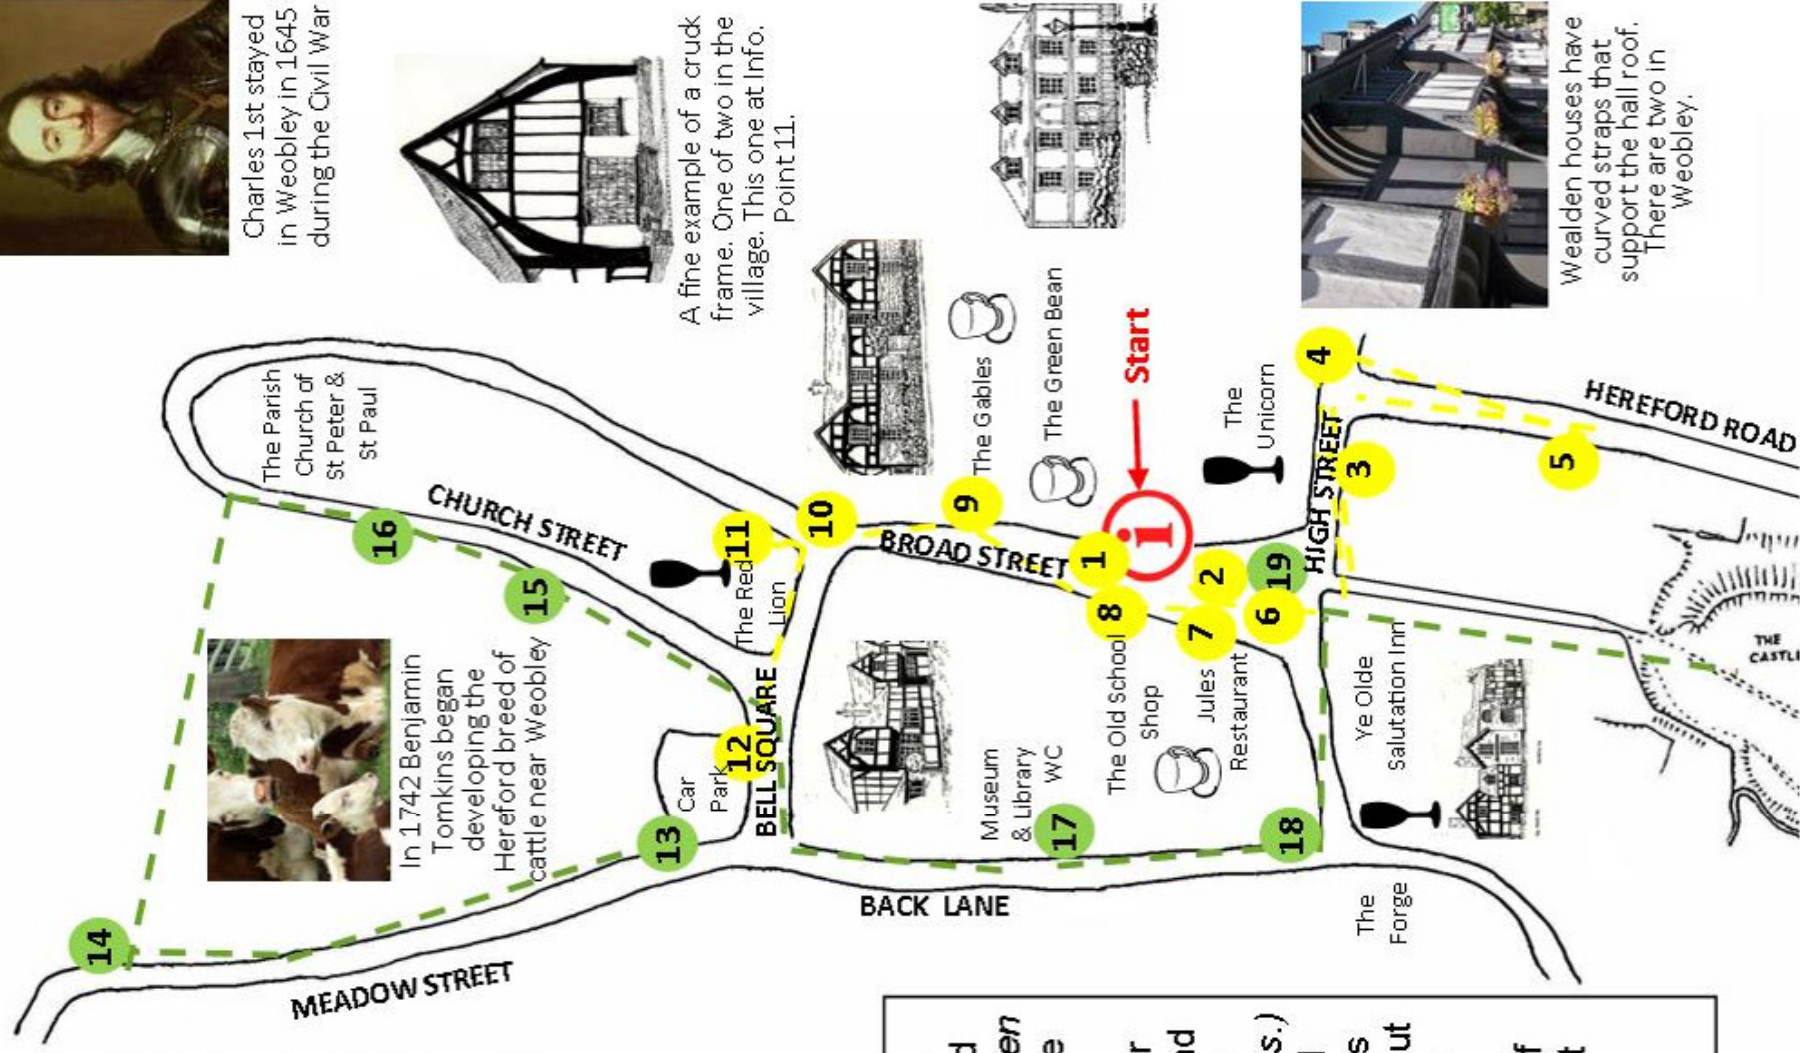 Charles 1st stayed
in Weobley in 1645
during the Civil War
A fine example of a cruck
frame. One of two in the
village. This one at Info.
Point 11.
Wealden houses have
curved straps that
support the hall roof.
There are two in
Weobley.
The Parish
Church of
St Peter &
St Paul
CHURCH STREET
16
15
11
The Red
Lion
10
9
The Gables
The Green Bean
Start
BROAD STREET
1
i
2
19
8
7
6
The
Unicorn
HIGH STREET
4
3
5
HEREFORD ROAD
THE
CASTLE
In 1742 Benjamin
Tomkins began
developing the
Hereford breed of
cattle near Weobley
Car
Park
12
BELL SQUARE
13
14
MEADOW STREET
Museum
& Library
WC
17
The Old School
Shop
Jules
Restaurant
18
Ye Olde
Salutation Inn
BACK LANE
The
Forge
d
en
e
r
nd
s.)
s
ut
f
t